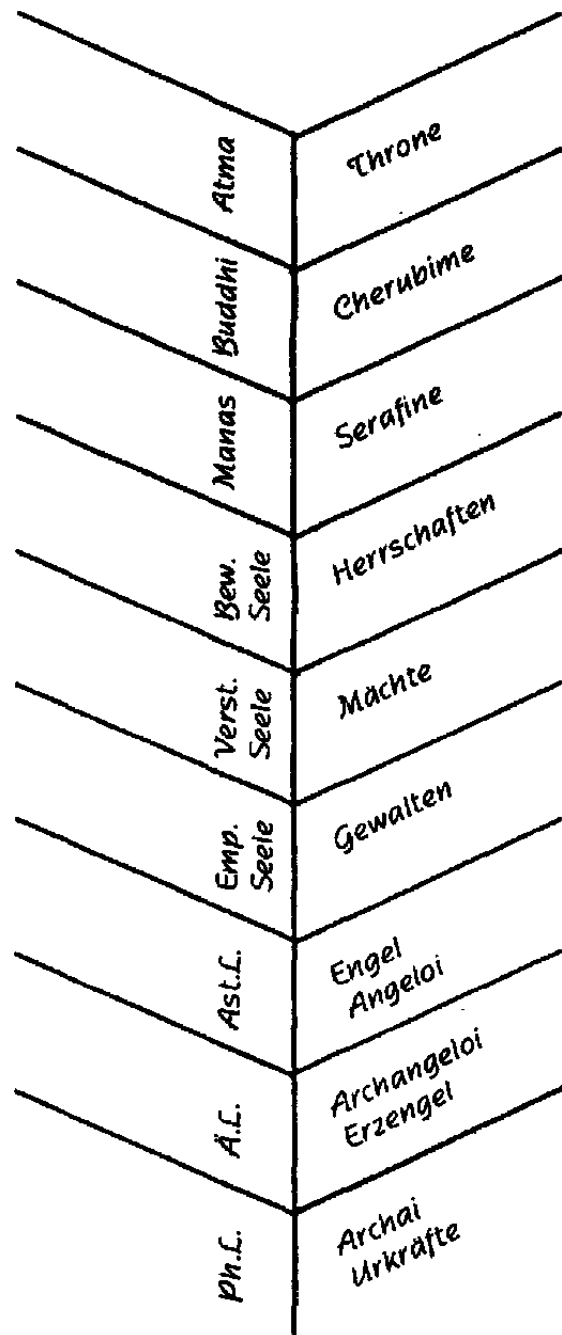 Atma
Throne
Buddhi
Cherubime
Manas
Serafine
Bew.
Seele
Herrschaften
Verst.
Seele
Mächte
Emp.
Seele
Gewalten
Ast.L.
Engel
Angeloi
Ä.L.
Archangeloi
Erzengel
Ph.L.
Archai
Urkräfte